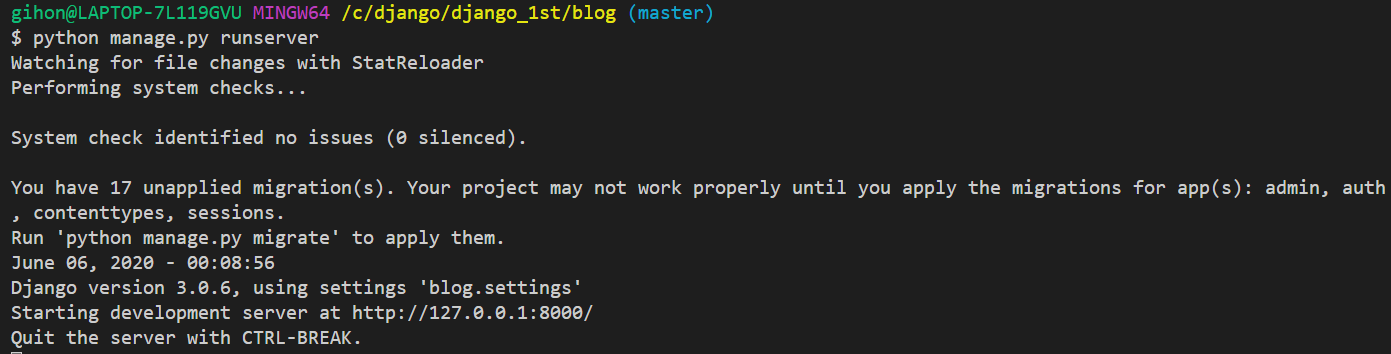 gihon@LAPTOP-7L119GVU MINGW64 /c/django/django_1st/blog (master)
$ python manage.py runserver
Watching for file changes with StatReloader
Performing system checks...
System check identified no issues (0 silenced).
You have 17 unapplied migration(s). Your project may not work properly until you apply the migrations for app(s): admin, auth
, contenttypes, sessions.
Run 'python manage.py migrate' to apply them.
June 06, 2020 - 00:08:56
Django version 3.0.6, using settings 'blog.settings'
Starting development server at http://127.0.0.1:8000/
Quit the server with CTRL-BREAK.